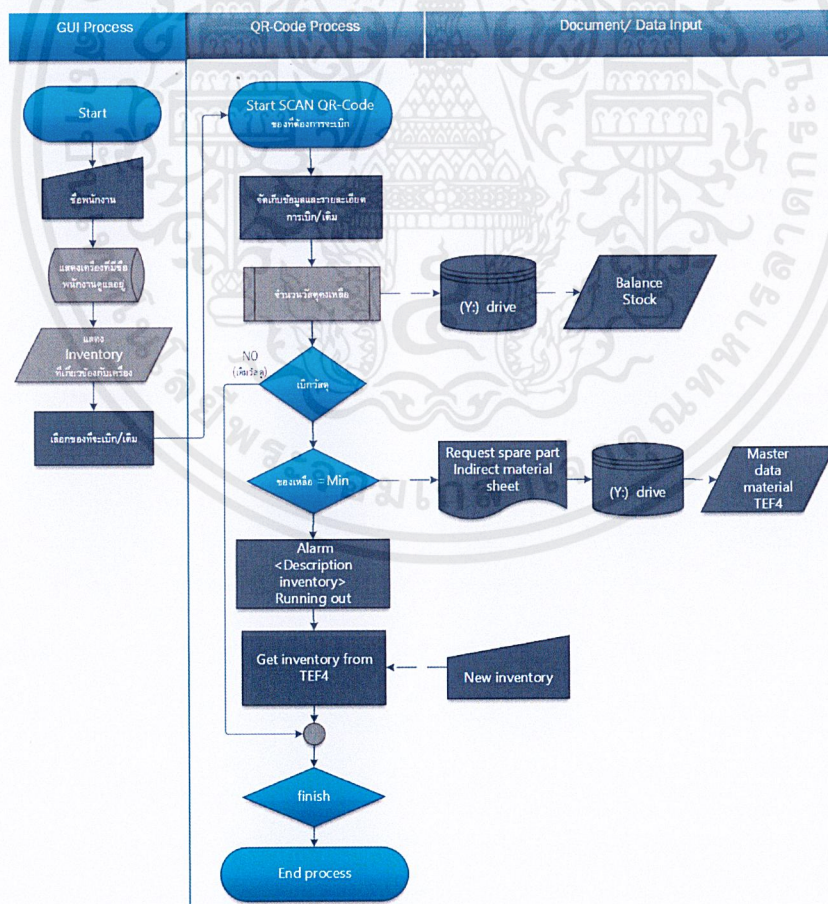 GUI Process
QR-Code Process
Document/ Data Input
Start
ชื่อพนักงาน
แสดงเครื่องที่มีชื่อ
พนักงานดูแลอยู่
แสดง
Inventory
ที่เกี่ยวข้องกับเครื่อง
เลือกของที่จะเบิก/เติม
Start SCAN QR-Code
ของที่ต้องการจะเบิก
จัดเก็บข้อมูลและรายละเอียด
การเบิก/เติม
จำนวนวัสดุคงเหลือ
(Y:) drive
Balance
Stock
NO
(เติมวัสดุ)
เบิกวัสดุ
ของเหลือ = Min
Request spare part
Indirect material
sheet
(Y:) drive
Master
data
material
TEF4
Alarm
<Description
inventory>
Running out
Get inventory from
TEF4
New inventory
finish
End process